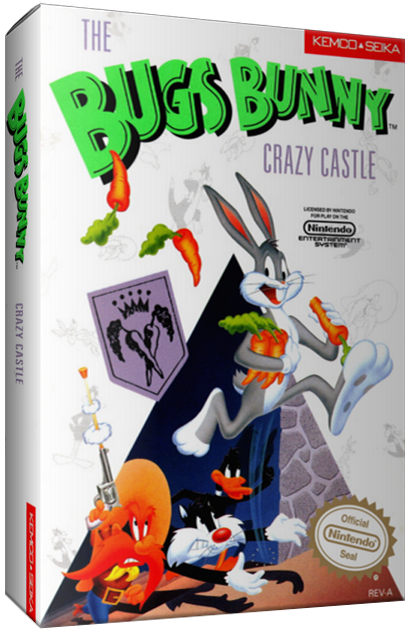 THE
BUGS BUNNY
TM
CRAZY CASTLE
KEMCO▲SEIKA
LICENSED BY NINTENDO
FOR PLAY ON THE
Nintendo
ENTERTAINMENT
SYSTEM
Official
Nintendo
Seal
REV-A
THE
BUGS BUNNY
CRAZY CASTLE
KEMCO▲SEIKA